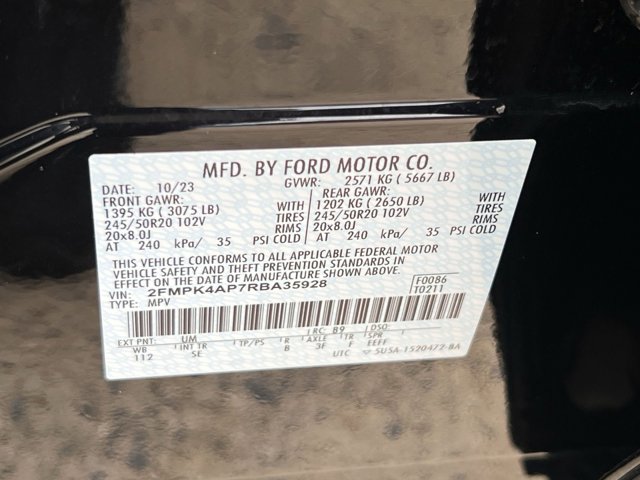 MFD. BY FORD MOTOR CO.
DATE: 10/23 GVWR: 2571 KG ( 5667 LB)
FRONT GAWR: REAR GAWR:
1395 KG ( 3075 LB) WITH 1202 KG ( 2650 LB) WITH
245/50R20 102V TIRES 245/50R20 102V TIRES
20x8.0J RIMS 20x8.0J RIMS
AT 240 kPa/ 35 PSI COLD AT 240 kPa/ 35 PSI COLD
THIS VEHICLE CONFORMS TO ALL APPLICABLE FEDERAL MOTOR
VEHICLE SAFETY AND THEFT PREVENTION STANDARDS IN
EFFECT ON THE DATE OF MANUFACTURE SHOWN ABOVE.
VIN: 2FMPK4AP7RBA35928 F0086
TYPE: MPV T0211
EXT PNT: UM RC: B9 DSO:
WB INT TR TP/PS R AXLE TR SPR
112 SE B 3F F EEFF
UTC ▽ 5U5A-1520472-BA